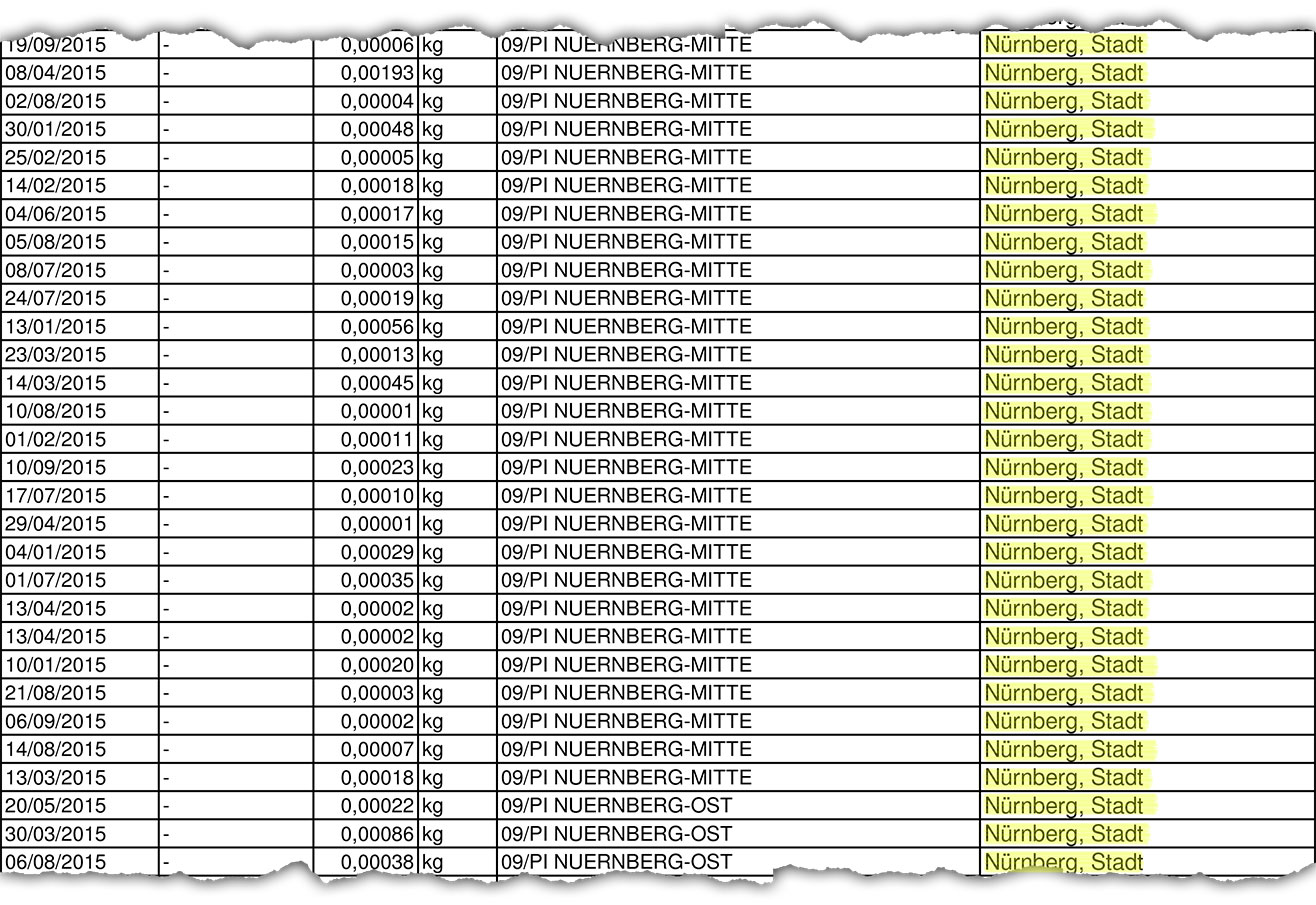 19/09/2015 - 0,00006 kg 09/PI NUERNBERG-MITTE Nürnberg, Stadt
08/04/2015 - 0,00193 kg 09/PI NUERNBERG-MITTE Nürnberg, Stadt
02/08/2015 - 0,00004 kg 09/PI NUERNBERG-MITTE Nürnberg, Stadt
30/01/2015 - 0,00048 kg 09/PI NUERNBERG-MITTE Nürnberg, Stadt
25/02/2015 - 0,00005 kg 09/PI NUERNBERG-MITTE Nürnberg, Stadt
14/02/2015 - 0,00018 kg 09/PI NUERNBERG-MITTE Nürnberg, Stadt
04/06/2015 - 0,00017 kg 09/PI NUERNBERG-MITTE Nürnberg, Stadt
05/08/2015 - 0,00015 kg 09/PI NUERNBERG-MITTE Nürnberg, Stadt
08/07/2015 - 0,00003 kg 09/PI NUERNBERG-MITTE Nürnberg, Stadt
24/07/2015 - 0,00019 kg 09/PI NUERNBERG-MITTE Nürnberg, Stadt
13/01/2015 - 0,00056 kg 09/PI NUERNBERG-MITTE Nürnberg, Stadt
23/03/2015 - 0,00013 kg 09/PI NUERNBERG-MITTE Nürnberg, Stadt
14/03/2015 - 0,00045 kg 09/PI NUERNBERG-MITTE Nürnberg, Stadt
10/08/2015 - 0,00001 kg 09/PI NUERNBERG-MITTE Nürnberg, Stadt
01/02/2015 - 0,00011 kg 09/PI NUERNBERG-MITTE Nürnberg, Stadt
10/09/2015 - 0,00023 kg 09/PI NUERNBERG-MITTE Nürnberg, Stadt
17/07/2015 - 0,00010 kg 09/PI NUERNBERG-MITTE Nürnberg, Stadt
29/04/2015 - 0,00001 kg 09/PI NUERNBERG-MITTE Nürnberg, Stadt
04/01/2015 - 0,00029 kg 09/PI NUERNBERG-MITTE Nürnberg, Stadt
01/07/2015 - 0,00035 kg 09/PI NUERNBERG-MITTE Nürnberg, Stadt
13/04/2015 - 0,00002 kg 09/PI NUERNBERG-MITTE Nürnberg, Stadt
13/04/2015 - 0,00002 kg 09/PI NUERNBERG-MITTE Nürnberg, Stadt
10/01/2015 - 0,00020 kg 09/PI NUERNBERG-MITTE Nürnberg, Stadt
21/08/2015 - 0,00003 kg 09/PI NUERNBERG-MITTE Nürnberg, Stadt
06/09/2015 - 0,00002 kg 09/PI NUERNBERG-MITTE Nürnberg, Stadt
14/08/2015 - 0,00007 kg 09/PI NUERNBERG-MITTE Nürnberg, Stadt
13/03/2015 - 0,00018 kg 09/PI NUERNBERG-MITTE Nürnberg, Stadt
20/05/2015 - 0,00022 kg 09/PI NUERNBERG-OST Nürnberg, Stadt
30/03/2015 - 0,00086 kg 09/PI NUERNBERG-OST Nürnberg, Stadt
06/08/2015 - 0,00038 kg 09/PI NUERNBERG-OST Nürnberg, Stadt